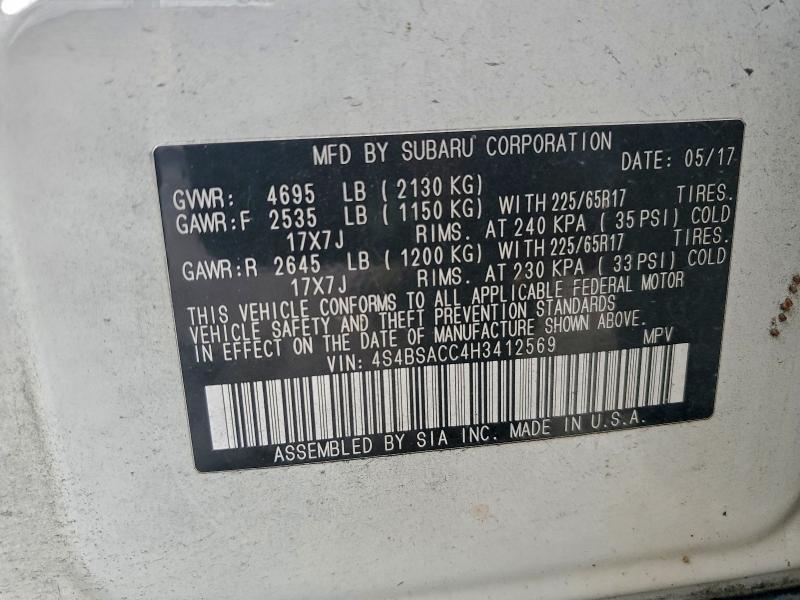 MFD BY SUBARU CORPORATION DATE: 05/17
GVWR: 4695 LB ( 2130 KG)
GAWR:F 2535 LB ( 1150 KG) WITH 225/65R17 TIRES.
17X7J RIMS. AT 240 KPA ( 35 PSI) COLD
GAWR:R 2645 LB ( 1200 KG) WITH 225/65R17 TIRES.
17X7J RIMS. AT 230 KPA ( 33 PSI) COLD
THIS VEHICLE CONFORMS TO ALL APPLICABLE FEDERAL MOTOR
VEHICLE SAFETY AND THEFT PREVENTION STANDARDS
IN EFFECT ON THE DATE OF MANUFACTURE SHOWN ABOVE.
VIN: 4S4BSACC4H3412569 MPV
ASSEMBLED BY SIA INC. MADE IN U.S.A.